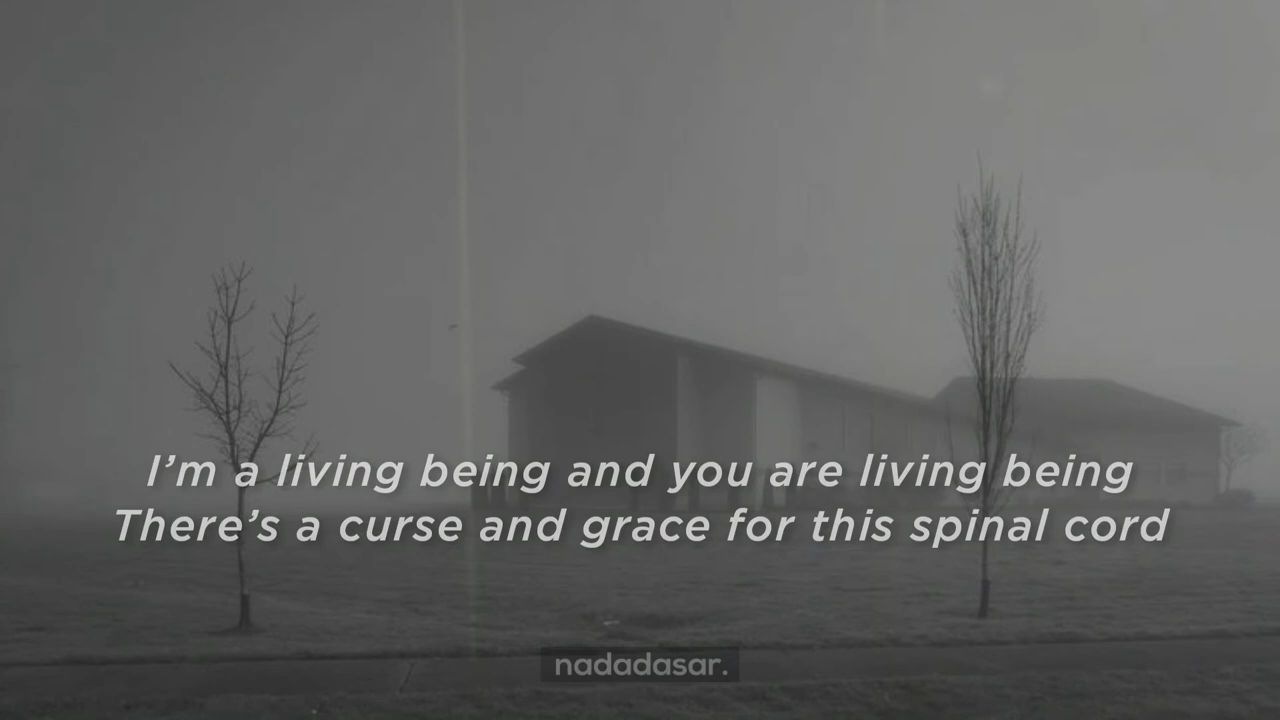 I'm a living being and you are living being
There's a curse and grace for this spinal cord
nadadasar.